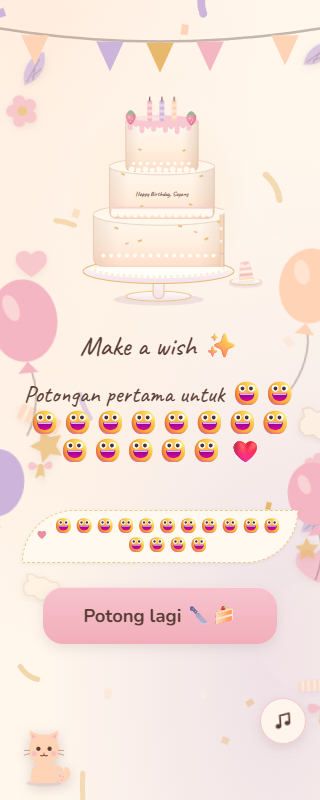 Happy Birthday, Sayang
Make a wish ✨
Potongan pertama untuk 😀 😀
😀 😀 😀 😀 😀 😀 😀 😀
😀 😀 😀 😀 😀 ❤️
😀 😀 😀 😀 😀 😀 😀 😀 😀 😀 😀
😀 😀 😀 😀
Potong lagi 🔪 🍰